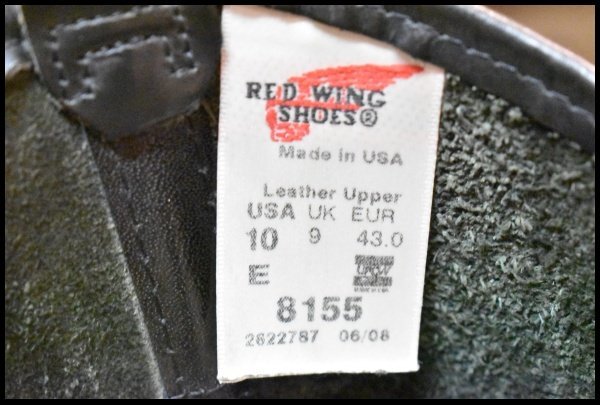 RED WING
SHOES®
Made in USA
Leather Upper
USA UK EUR
10 9 43.0
E
8155
2622787 06/08